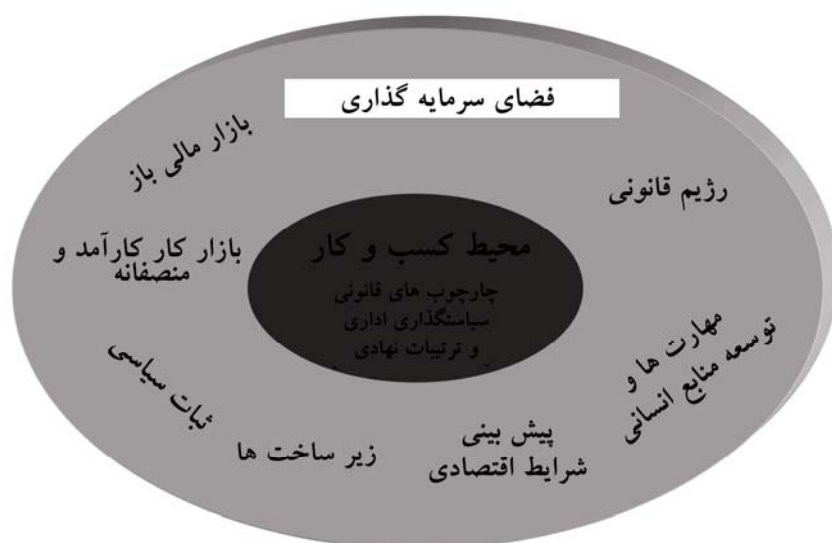 فضای سرمایه گذاری
بازار مالی باز
رژیم قانونی
بازار کار کارآمد و
منصفانه
محیط کسب و کار
چارچوب های قانونی
سیاستگذاری اداری
و ترتیبات نهادی
مهارت ها و
توسعه منابع انسانی
ثبات سیاسی
زیر ساخت ها
پیش بینی
شرایط اقتصادی